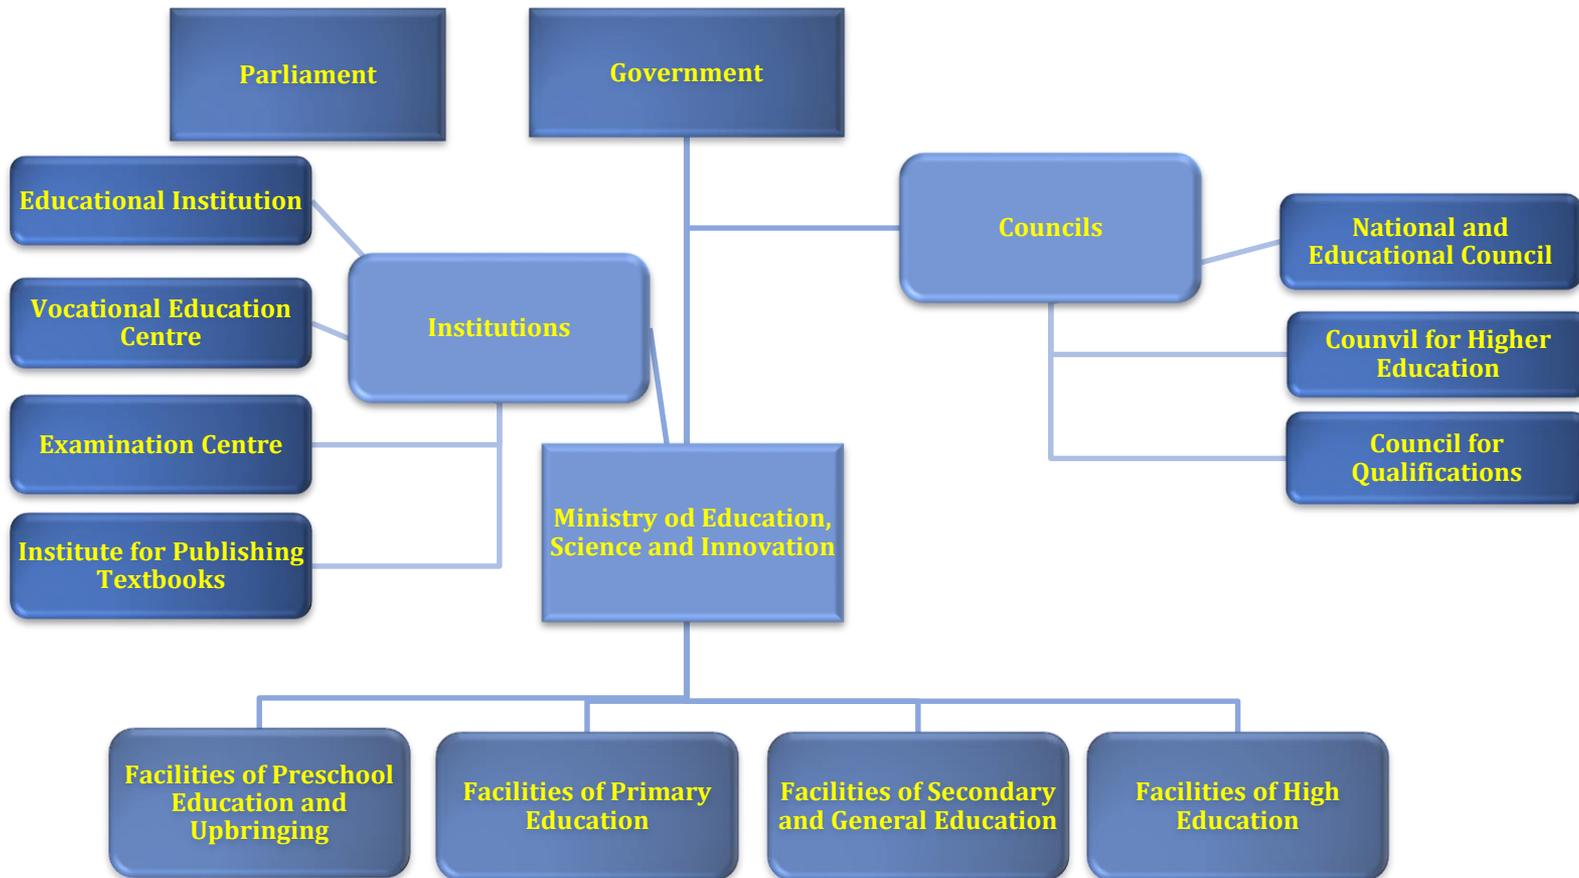 Parliament
Government
Educational Institution
Councils
National and
Educational Council
Vocational Education
Centre
Institutions
Counvil for Higher
Education
Examination Centre
Council for
Qualifications
Ministry od Education,
Science and Innovation
Institute for Publishing
Textbooks
Facilities of Preschool
Education and
Upbringing
Facilities of Primary
Education
Facilities of Secondary
and General Education
Facilities of High
Education